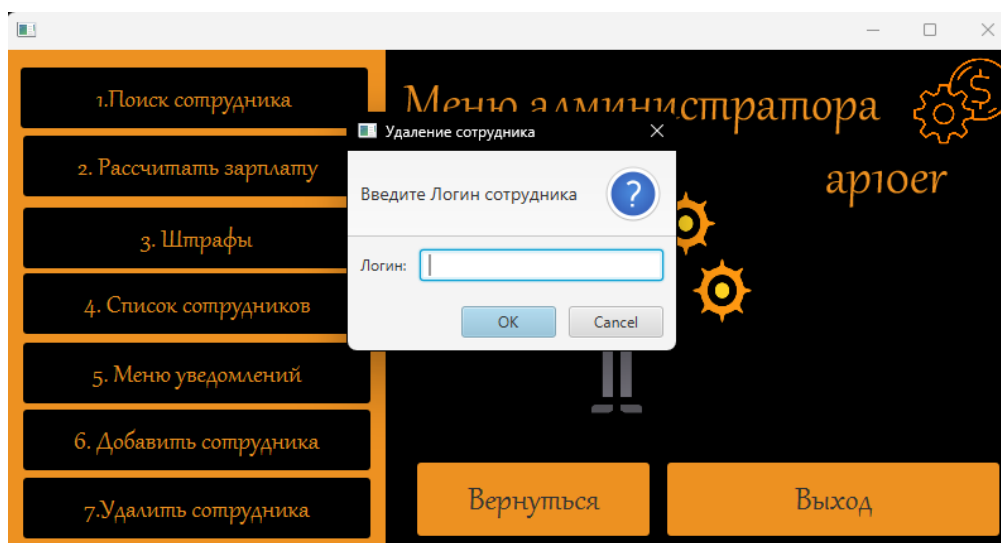 1.Поиск сотрудника
2. Рассчитать зарплату
3. Штрафы
4. Список сотрудников
5. Меню уведомлений
6. Добавить сотрудника
7.Удалить сотрудника
Меню администратора
ap10er
Удаление сотрудника
Введите Логин сотрудника
Логин:
OK
Cancel
Вернуться
Выход